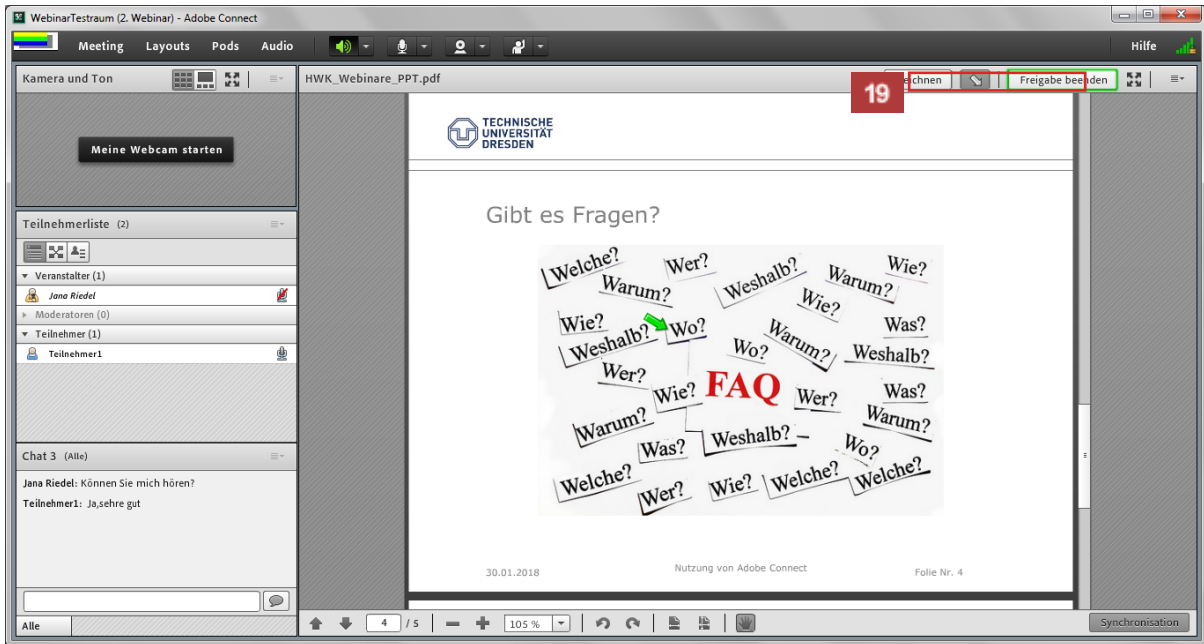 WebinarTestraum (2. Webinar) - Adobe Connect
Meeting Layouts Pods Audio Hilfe
Kamera und Ton
Meine Webcam starten
Teilnehmerliste (2)
Veranstalter (1)
Jana Riedel
Moderatoren (0)
Teilnehmer (1)
Teilnehmer1
Chat 3 (Alle)
Jana Riedel: Können Sie mich hören?
Teilnehmer1: Ja,sehre gut
Alle
HWK_Webinare_PPT.pdf
19
Freigabe beenden
TECHNISCHE
UNIVERSITÄT
DRESDEN
Gibt es Fragen?
Welche? Wer? Weshalb? Warum? Wie?
Warum? Wie?
Wie? Weshalb? Wo? Was?
Wo? Warum? Weshalb?
Wer? Wie? FAQ Wer? Was?
Warum? Was? Weshalb? Wo? Warum?
Welche? Wer? Wie? Welche? Welche?
30.01.2018 Nutzung von Adobe Connect Folie Nr. 4
4 / 5 105 % Synchronisation